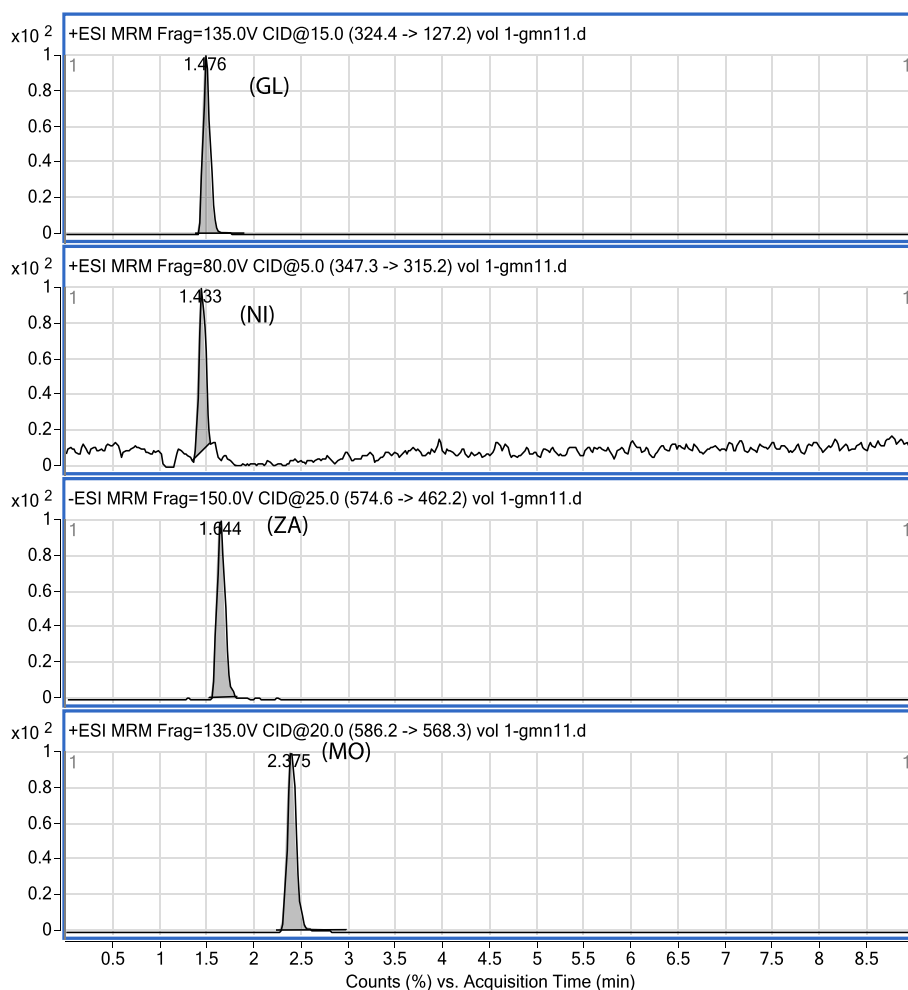 +ESI MRM Frag=135.0V CID@15.0 (324.4 -> 127.2) vol 1-gmn11.d
x10 2
1
0.8
0.6
0.4
0.2
0
1
1.476
(GL)
1
+ESI MRM Frag=80.0V CID@5.0 (347.3 -> 315.2) vol 1-gmn11.d
x10 2
1
0.8
0.6
0.4
0.2
0
1
1.433
(NI)
1
-ESI MRM Frag=150.0V CID@25.0 (574.6 -> 462.2) vol 1-gmn11.d
x10 2
1
0.8
0.6
0.4
0.2
0
1
1.644
(ZA)
1
+ESI MRM Frag=135.0V CID@20.0 (586.2 -> 568.3) vol 1-gmn11.d
x10 2
1
0.8
0.6
0.4
0.2
0
1
2.375
(MO)
1
0.5 1 1.5 2 2.5 3 3.5 4 4.5 5 5.5 6 6.5 7 7.5 8 8.5
Counts (%) vs. Acquisition Time (min)